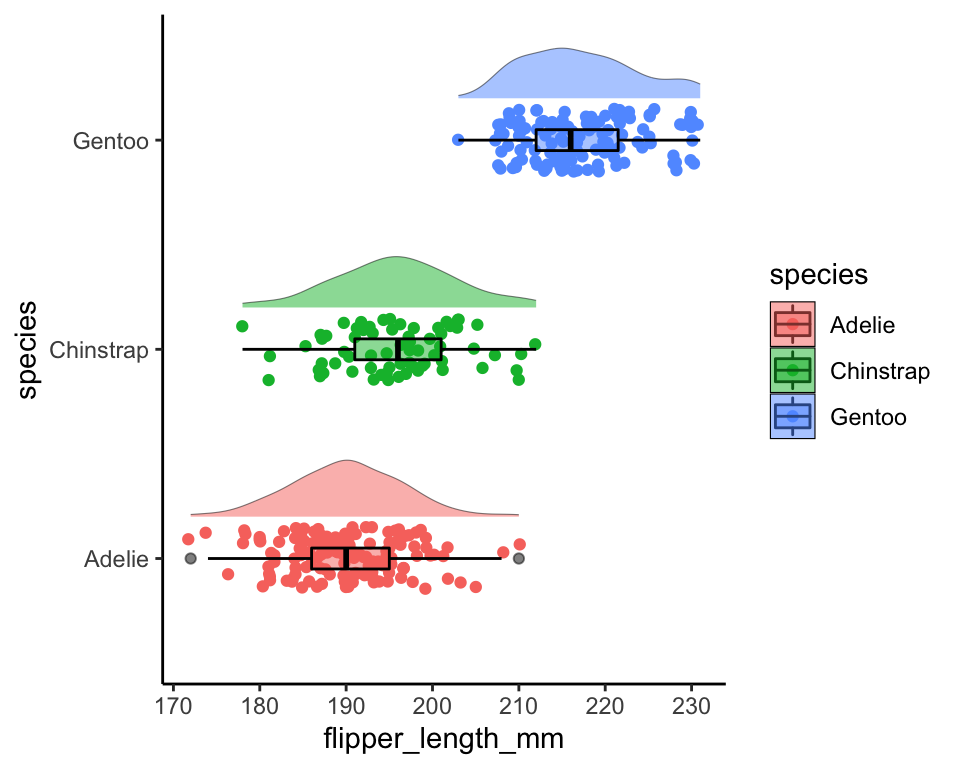 Gentoo
Chinstrap
Adelie
species
170 180 190 200 210 220 230
flipper_length_mm
species
Adelie
Chinstrap
Gentoo